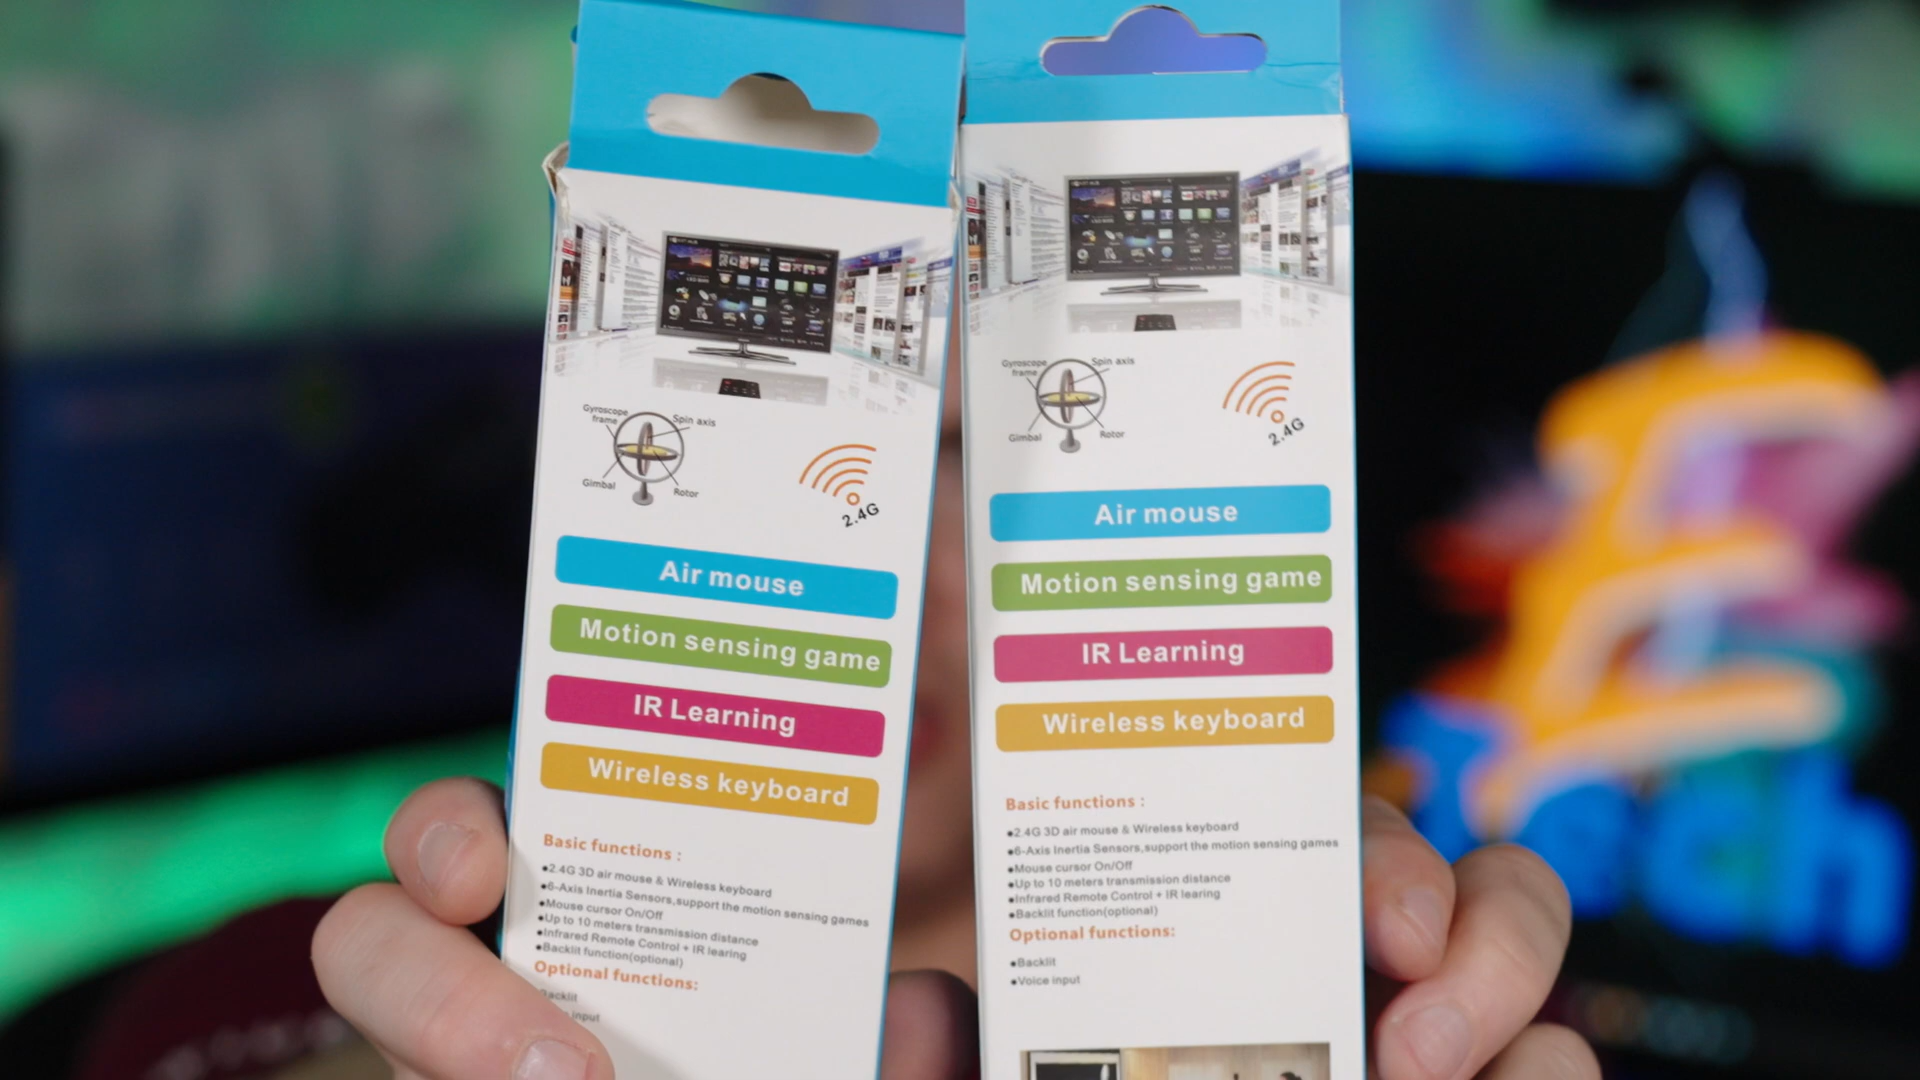 Gyroscope
frame
Spin axis
Gimbal
Rotor
2.4G
Air mouse
Motion sensing game
IR Learning
Wireless keyboard
Basic functions :
●2.4G 3D air mouse & Wireless keyboard
●6-Axis Inertia Sensors,support the motion sensing games
●Mouse cursor On/Off
●Up to 10 meters transmission distance
●Infrared Remote Control + IR learing
●Backlit function(optional)
Optional functions:
Backlit
input
Gyroscope
frame
Spin axis
Gimbal
Rotor
2.4G
Air mouse
Motion sensing game
IR Learning
Wireless keyboard
Basic functions :
●2.4G 3D air mouse & Wireless keyboard
●6-Axis Inertia Sensors,support the motion sensing games
●Mouse cursor On/Off
●Up to 10 meters transmission distance
●Infrared Remote Control + IR learing
●Backlit function(optional)
Optional functions:
●Backlit
●Voice input